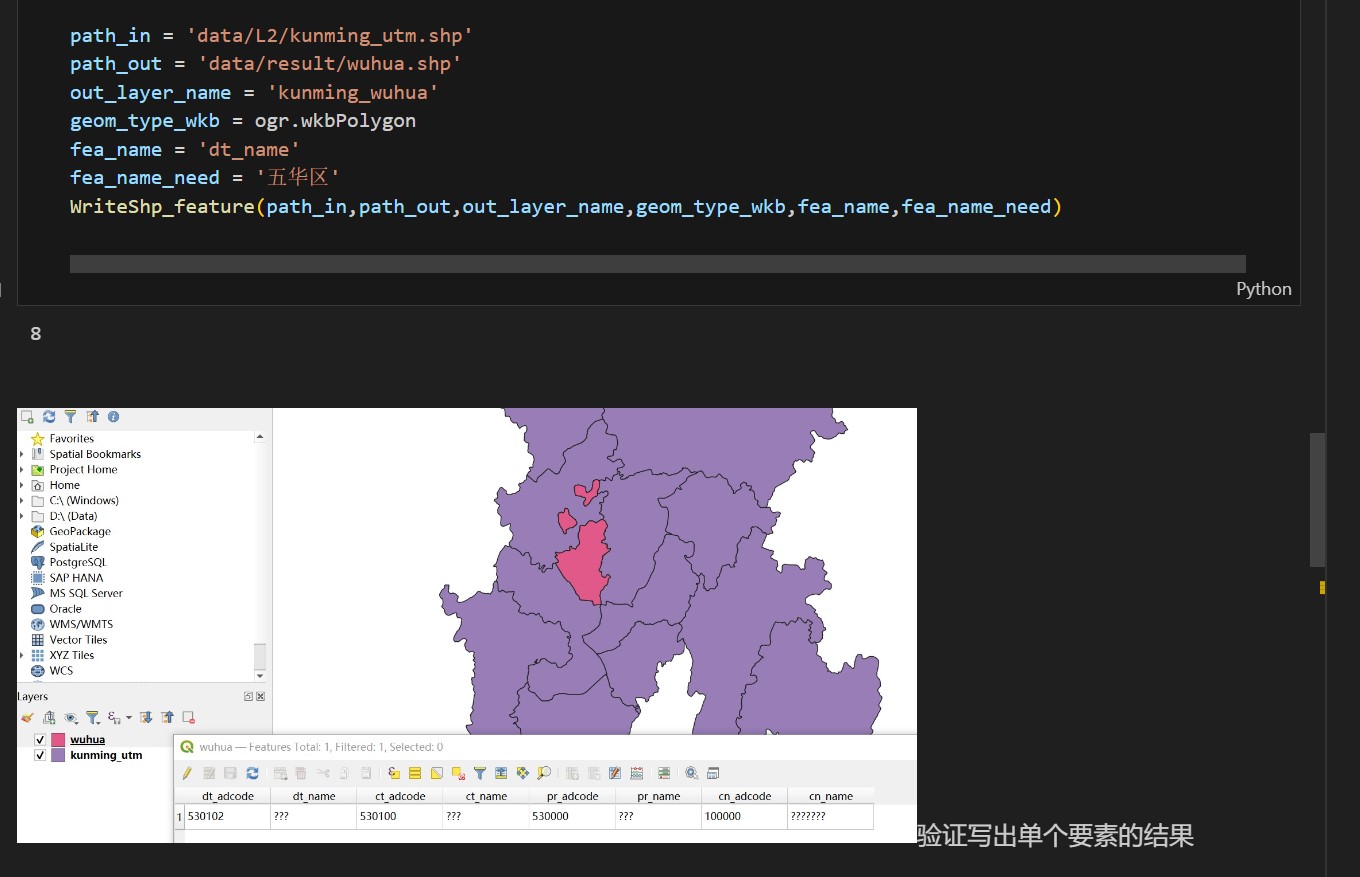 path_in = 'data/L2/kunming_utm.shp'
path_out = 'data/result/wuhua.shp'
out_layer_name = 'kunming_wuhua'
geom_type_wkb = ogr.wkbPolygon
fea_name = 'dt_name'
fea_name_need = '五华区'
WriteShp_feature(path_in,path_out,out_layer_name,geom_type_wkb,fea_name,fea_name_need)
Python
8
Favorites
Spatial Bookmarks
Project Home
Home
C:\ (Windows)
D:\ (Data)
GeoPackage
SpatiaLite
PostgreSQL
SAP HANA
MS SQL Server
Oracle
WMS/WMTS
Vector Tiles
XYZ Tiles
WCS
Layers
wuhua
kunming_utm
wuhua — Features Total: 1, Filtered: 1, Selected: 0
dt_adcode dt_name ct_adcode ct_name pr_adcode pr_name cn_adcode cn_name
1 530102 ??? 530100 ??? 530000 ??? 100000 ???????
验证写出单个要素的结果